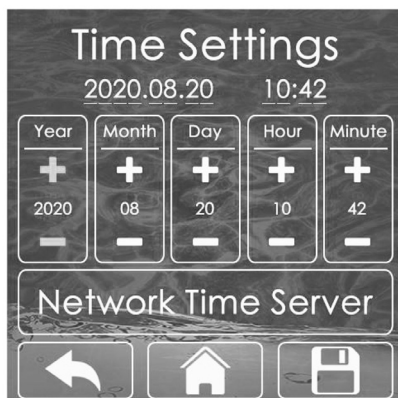 Time Settings
2020.08.20 10:42
Year Month Day Hour Minute
+ + + + +
2020 08 20 10 42
- - - - -
Network Time Server